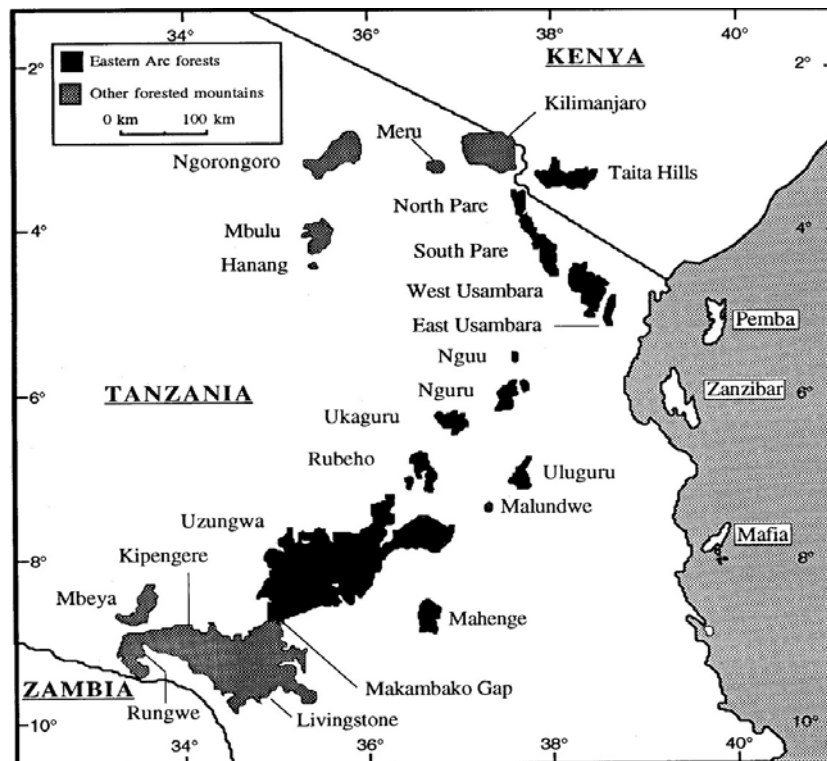 34°
36°
38°
40°
2°
KENYA
2°
Eastern Arc forests
Other forested mountains
0 km 100 km
Kilimanjaro
Meru
Ngorongoro
Taita Hills
North Pare
4°
Mbulu
4°
South Pare
Hanang
West Usambara
East Usambara
Pemba
Nguu
TANZANIA
Nguru
Zanzibar
6°
6°
Ukaguru
Rubeho
Uluguru
Malundwe
Uzungwa
Mafia
8°
Kipengere
8°
Mbeya
Mahenge
ZAMBIA
Makambako Gap
Rungwe
Livingstone
10°
10°
34°
36°
38°
40°